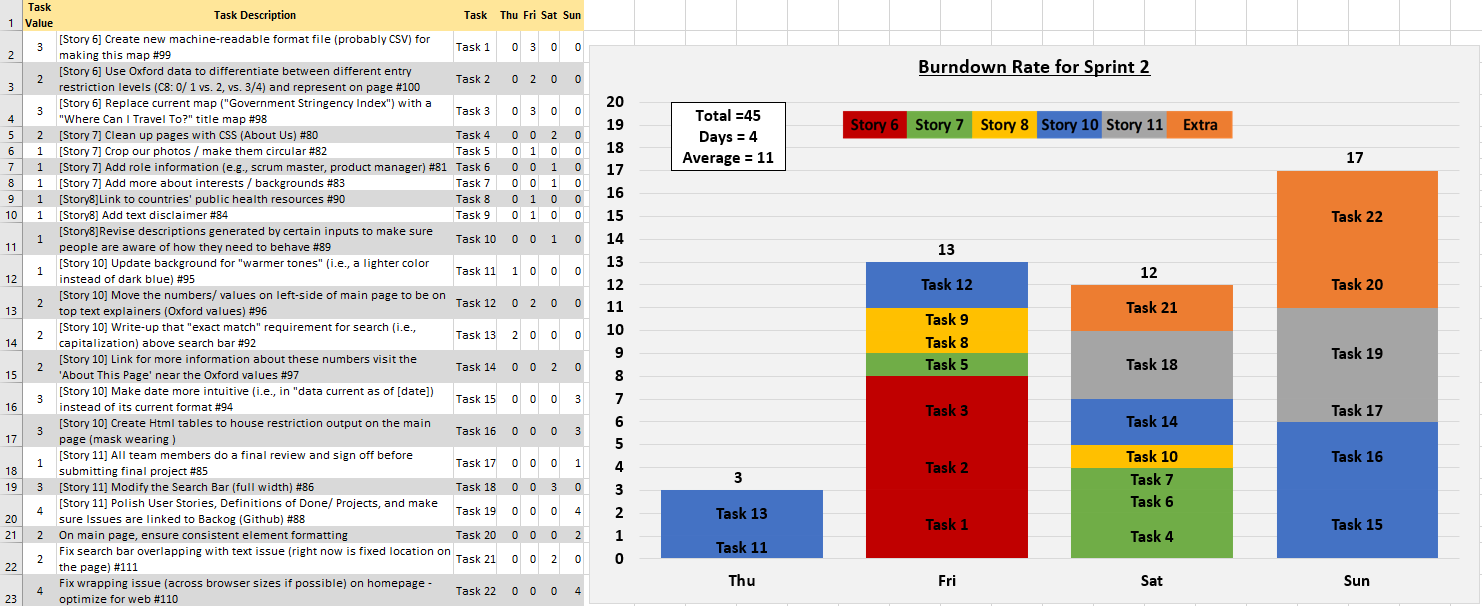 1 Task Value Task Description Task Thu Fri Sat Sun
2 3 [Story 6] Create new machine-readable format file (probably CSV) for
making this map #99 Task 1 0 3 0 0
3 2 [Story 6] Use Oxford data to differentiate between different entry
restriction levels (C8: 0/ 1 vs. 2, vs. 3/4) and represent on page #100 Task 2 0 2 0 0
4 3 [Story 6] Replace current map ("Government Stringency Index") with a
"Where Can I Travel To?" title map #98 Task 3 0 3 0 0
5 2 [Story 7] Clean up pages with CSS (About Us) #80 Task 4 0 0 2 0
6 1 [Story 7] Crop our photos / make them circular #82 Task 5 0 1 0 0
7 1 [Story 7] Add role information (e.g., scrum master, product manager) #81 Task 6 0 0 1 0
8 1 [Story 7] Add more about interests / backgrounds #83 Task 7 0 0 1 0
9 1 [Story8]Link to countries' public health resources #90 Task 8 0 1 0 0
10 1 [Story8] Add text disclaimer #84 Task 9 0 1 0 0
11 1 [Story8]Revise descriptions generated by certain inputs to make sure
people are aware of how they need to behave #89 Task 10 0 0 1 0
12 1 [Story 10] Update background for "warmer tones" (i.e., a lighter color
instead of dark blue) #95 Task 11 1 0 0 0
13 2 [Story 10] Move the numbers/ values on left-side of main page to be on
top text explainers (Oxford values) #96 Task 12 0 2 0 0
14 2 [Story 10] Write-up that "exact match" requirement for search (i.e.,
capitalization) above search bar #92 Task 13 2 0 0 0
15 2 [Story 10] Link for more information about these numbers visit the
'About This Page' near the Oxford values #97 Task 14 0 0 2 0
16 3 [Story 10] Make date more intuitive (i.e., in "data current as of [date])
instead of its current format #94 Task 15 0 0 0 3
17 3 [Story 10] Create Html tables to house restriction output on the main
page (mask wearing ) Task 16 0 0 0 3
18 1 [Story 11] All team members do a final review and sign off before
submitting final project #85 Task 17 0 0 0 1
19 3 [Story 11] Modify the Search Bar (full width) #86 Task 18 0 0 3 0
20 4 [Story 11] Polish User Stories, Definitions of Done/ Projects, and make
sure Issues are linked to Backog (Github) #88 Task 19 0 0 0 4
21 2 On main page, ensure consistent element formatting Task 20 0 0 0 2
22 2 Fix search bar overlapping with text issue (right now is fixed location on
the page) #111 Task 21 0 0 2 0
23 4 Fix wrapping issue (across browser sizes if possible) on homepage -
optimize for web #110 Task 22 0 0 0 4
Burndown Rate for Sprint 2
Total =45
Days = 4
Average = 11
Story 6 Story 7 Story 8 Story 10 Story 11 Extra
20
19
18
17
16
15
14
13
12
11
10
9
8
7
6
5
4
3
2
1
0
3
Task 13
Task 11
13
Task 12
Task 9
Task 8
Task 5
Task 3
Task 2
Task 1
12
Task 21
Task 18
Task 14
Task 10
Task 7
Task 6
Task 4
17
Task 22
Task 20
Task 19
Task 17
Task 16
Task 15
Thu Fri Sat Sun